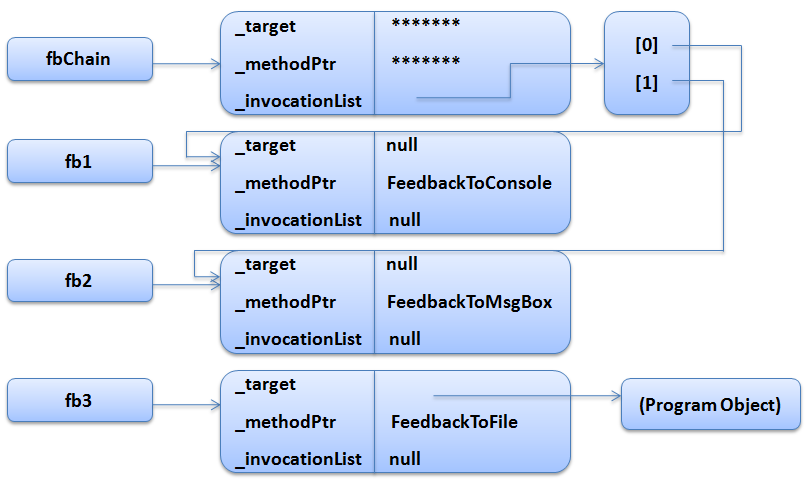 fbChain
_target *******
_methodPtr *******
_invocationList
[0]
[1]
fb1
_target null
_methodPtr FeedbackToConsole
_invocationList null
fb2
_target null
_methodPtr FeedbackToMsgBox
_invocationList null
fb3
_target
_methodPtr FeedbackToFile
_invocationList null
(Program Object)